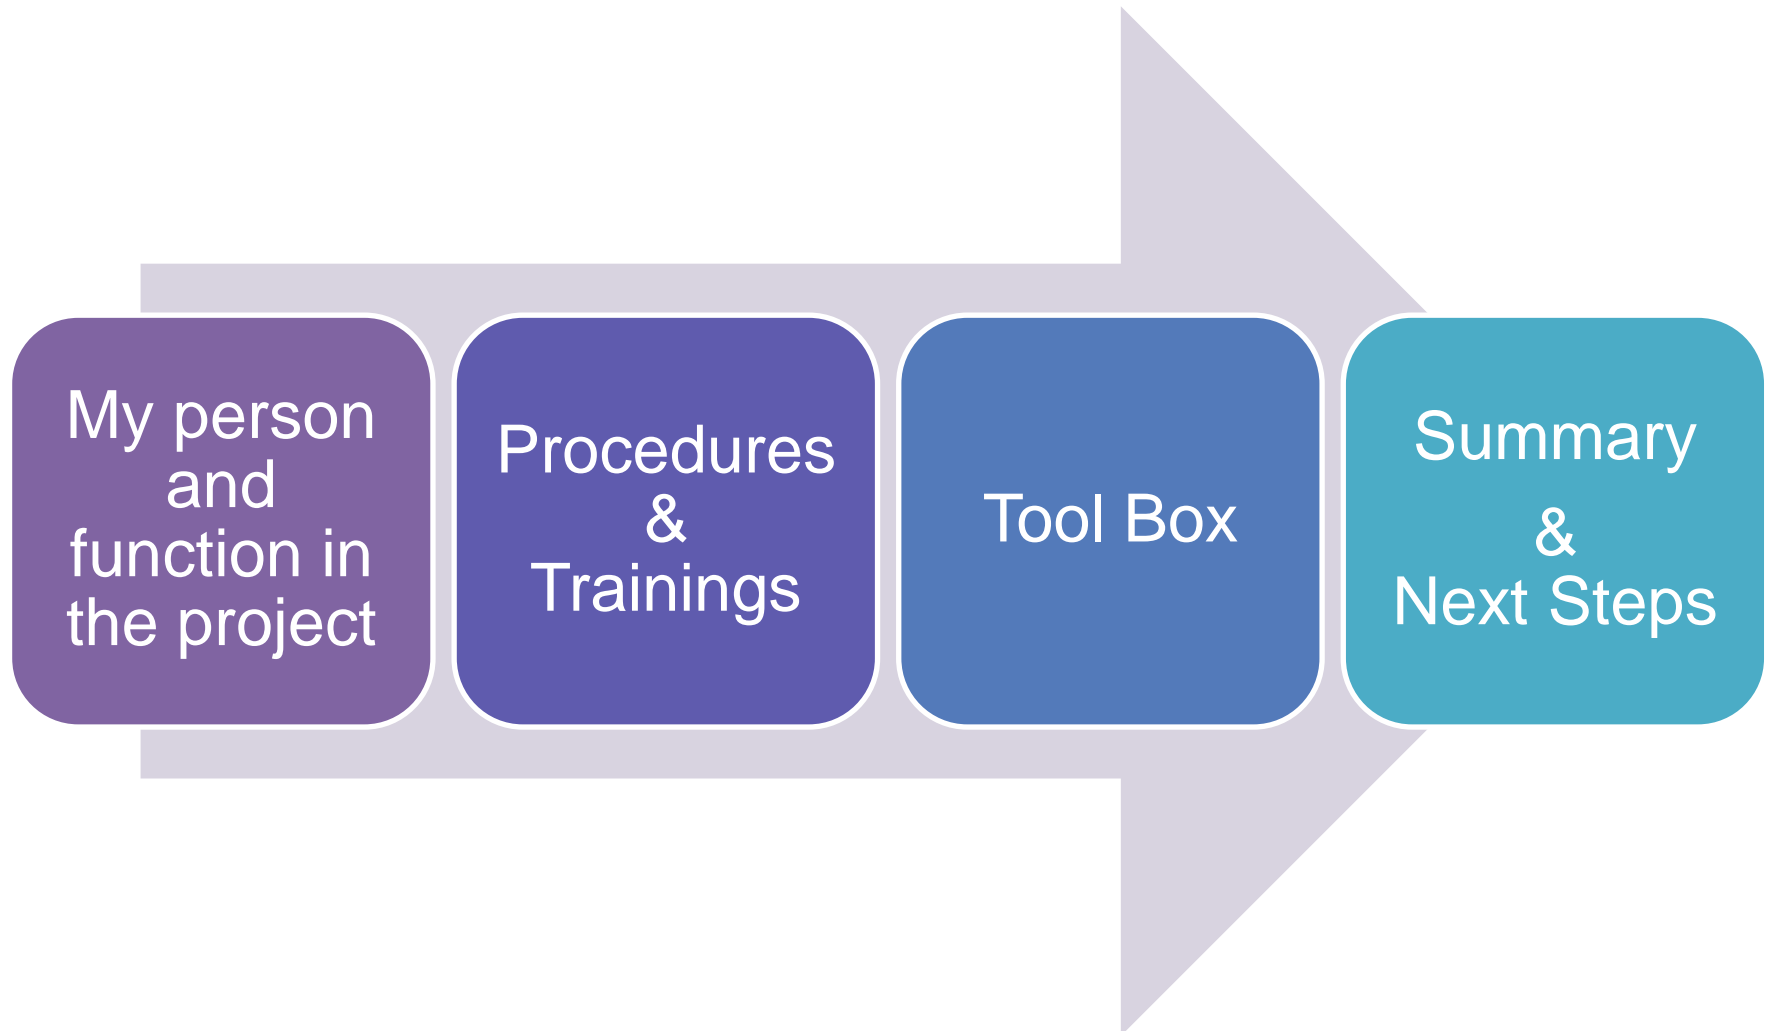 My person
and
function in
the project
Procedures
&
Trainings
Tool Box
Summary
&
Next Steps